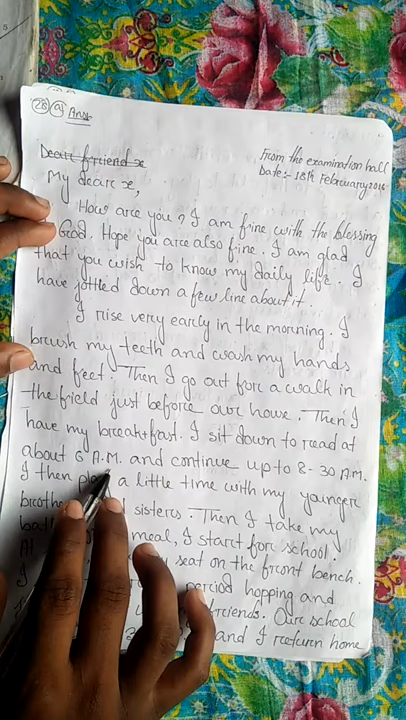 28 (a) Ans:-
Dear friend x
From the examination hall
Date:- 18th February 2016
My dear x,
How are you? I am fine with the blessing
God. Hope you are also fine. I am glad
that you wish to know my daily life. I
have jotted down a few line about it.
I rise very early in the morning. I
brush my teeth and wash my hands
and feet. Then I go out for a walk in
the field just before our house. Then I
have my breakfast. I sit down to read at
about 6 A.M. and continue up to 8-30 A.M.
I then play a little time with my younger
sisters. Then I take my
meal, I start for school.
seat on the front bench.
period hopping and
friends. Our school
and I return home